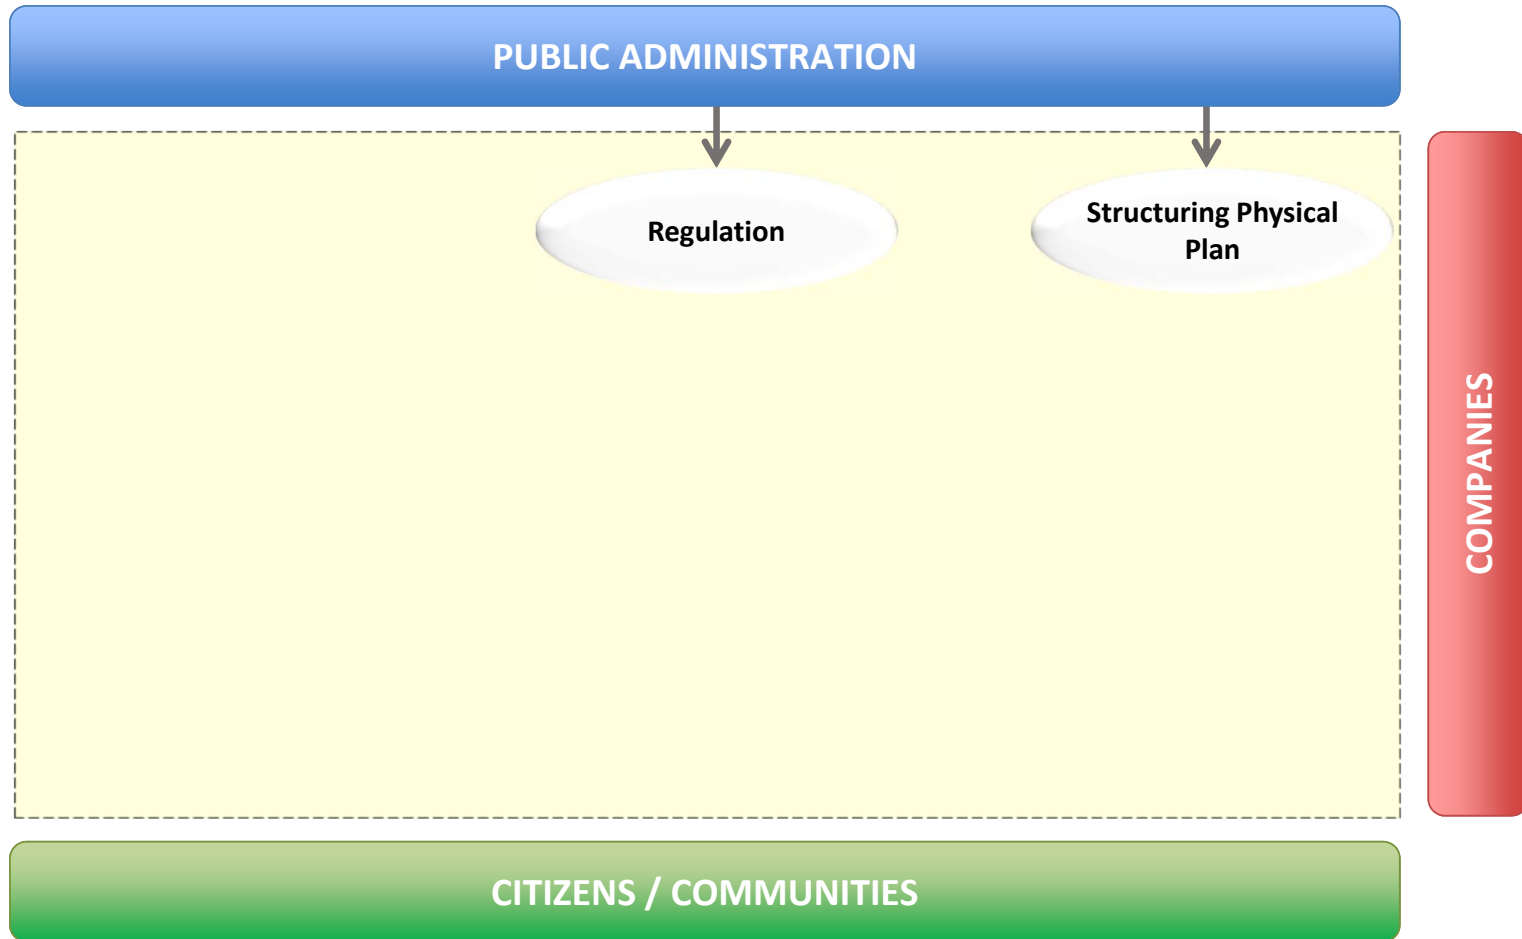 PUBLIC ADMINISTRATION
Regulation
Structuring Physical
Plan
COMPANIES
CITIZENS / COMMUNITIES